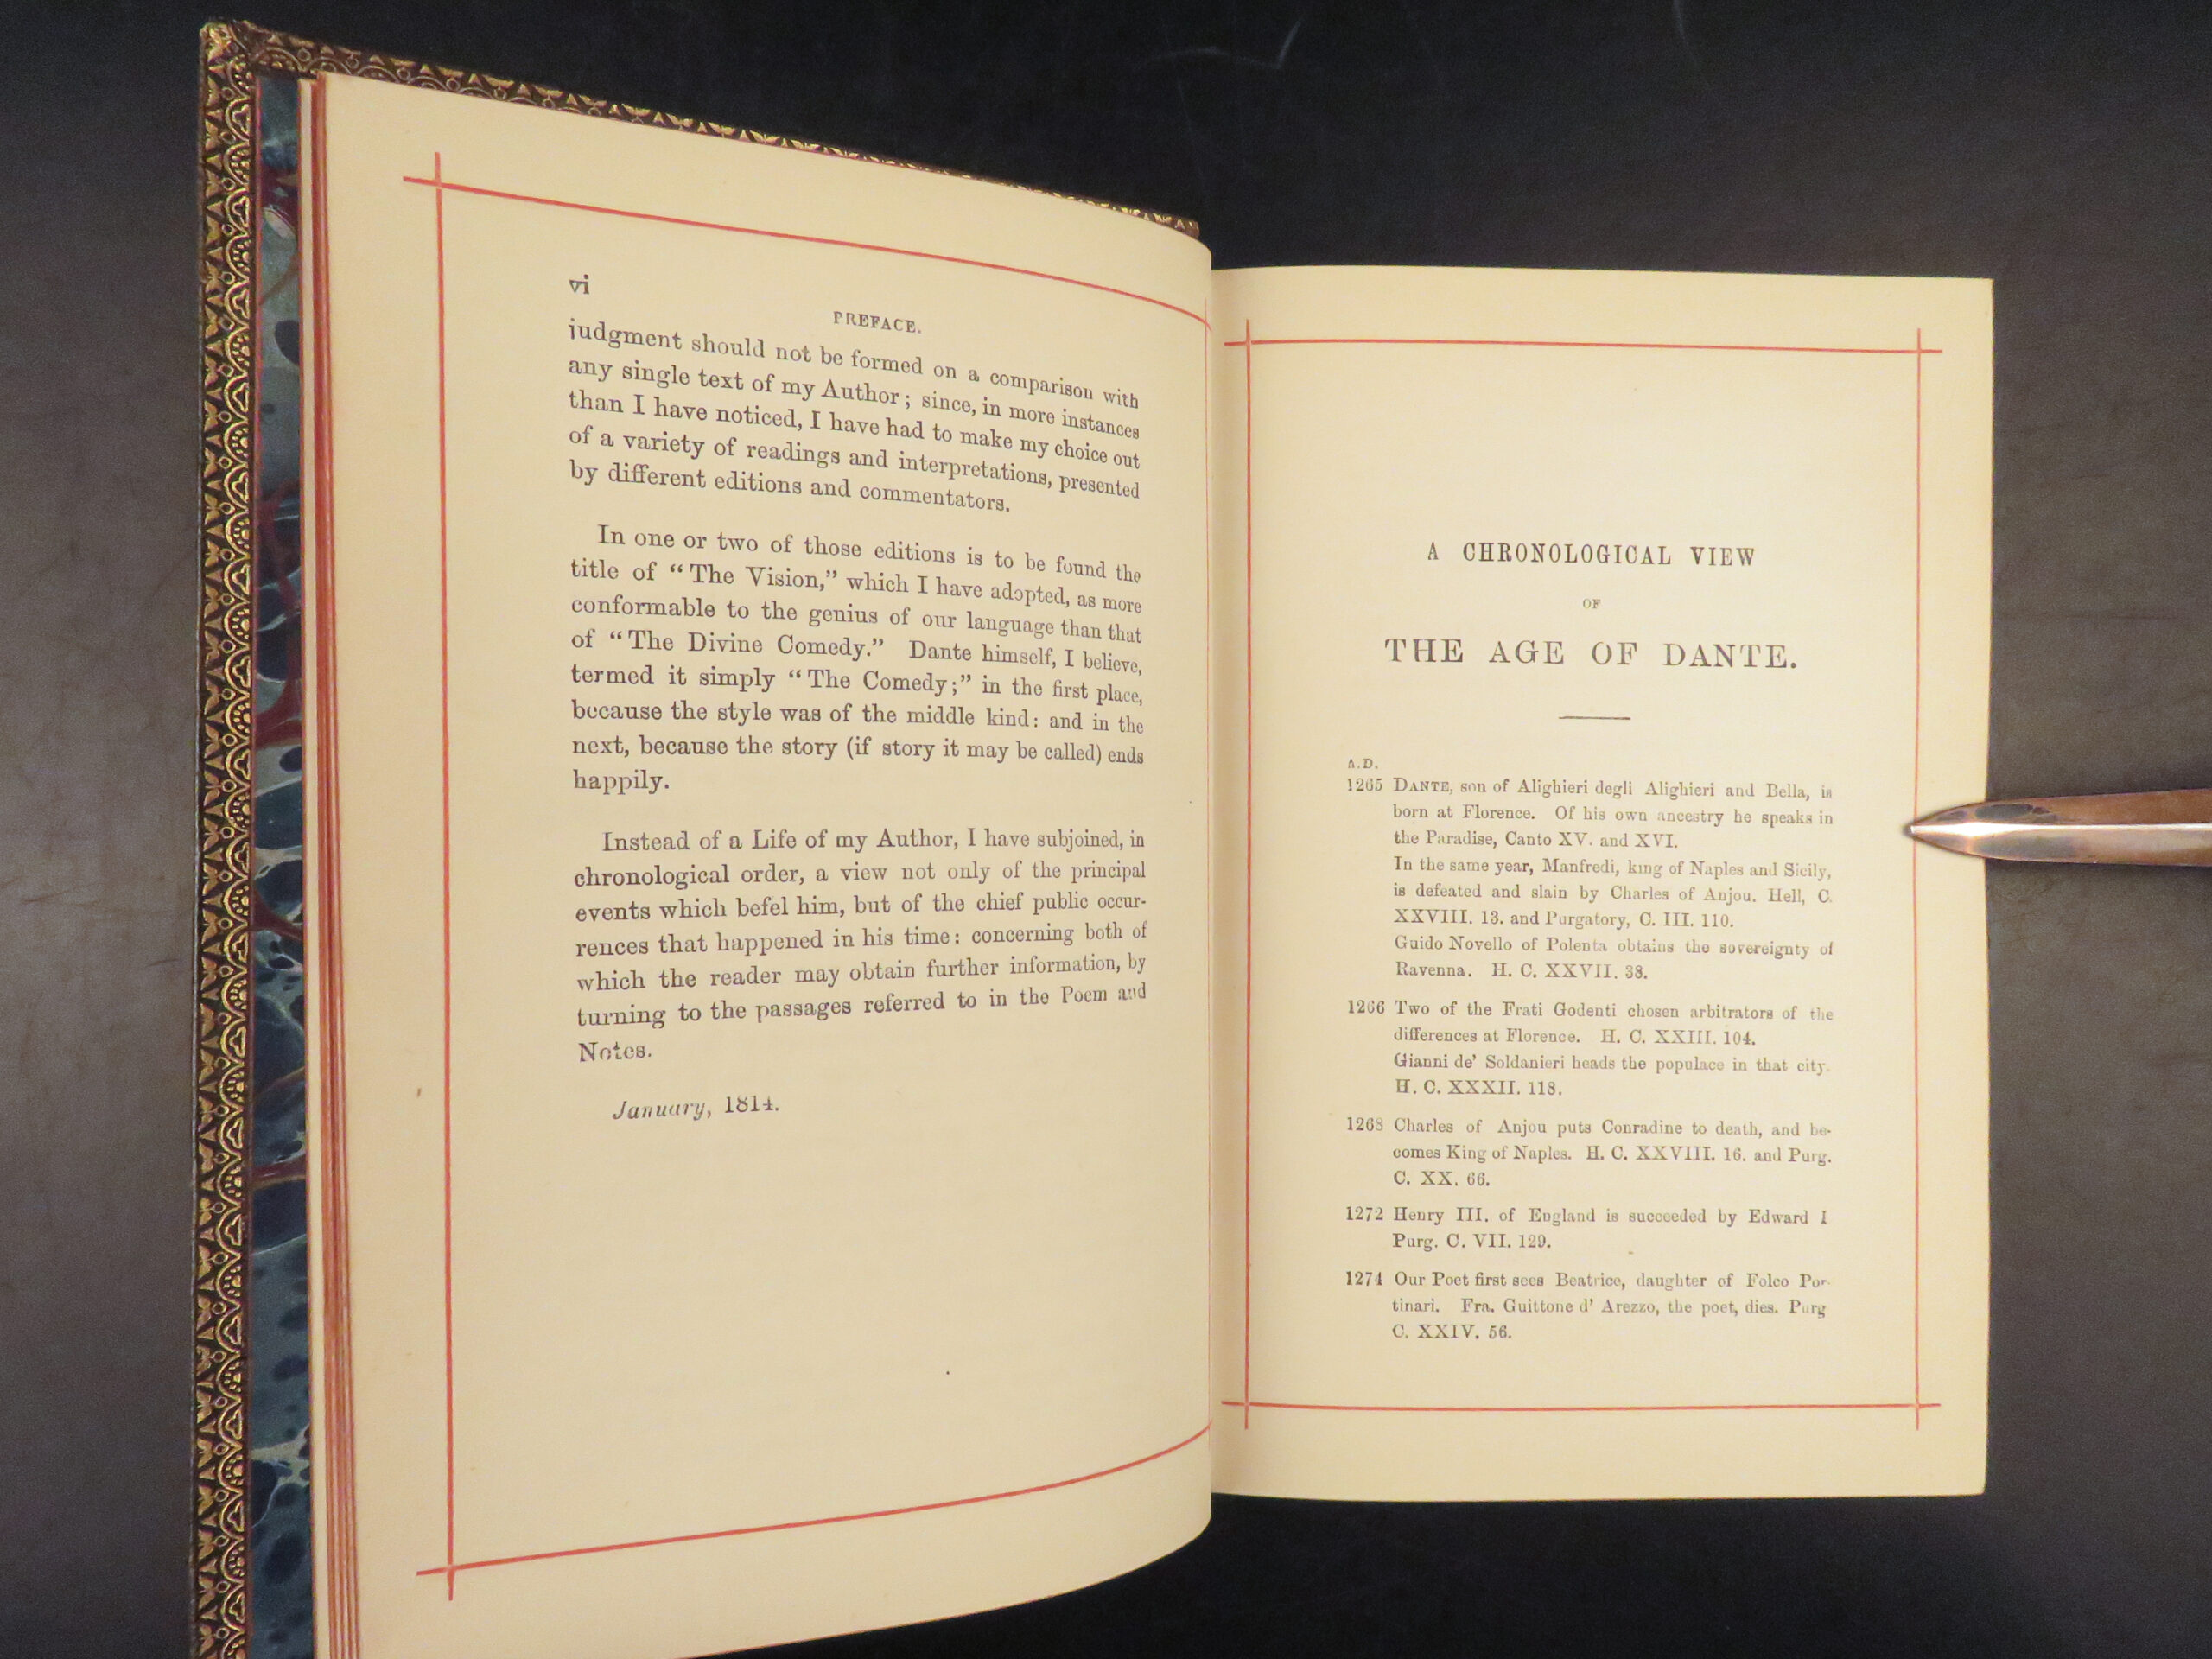 vi
PREFACE.
judgment should not be formed on a comparison with
any single text of my Author; since, in more instances
than I have noticed, I have had to make my choice out
of a variety of readings and interpretations, presented
by different editions and commentators.
In one or two of those editions is to be found the
title of “The Vision,” which I have adopted, as more
conformable to the genius of our language than that
of “The Divine Comedy.” Dante himself, I believe,
termed it simply “The Comedy;” in the first place,
because the style was of the middle kind: and in the
next, because the story (if story it may be called) ends
happily.
Instead of a Life of my Author, I have subjoined, in
chronological order, a view not only of the principal
events which befel him, but of the chief public occur-
rences that happened in his time: concerning both of
which the reader may obtain further information, by
turning to the passages referred to in the Poem and
Notes.
January, 1814.
A CHRONOLOGICAL VIEW
OF
THE AGE OF DANTE.
A.D.
1265 DANTE, son of Alighieri degli Alighieri and Bella, is
born at Florence. Of his own ancestry he speaks in
the Paradise, Canto XV. and XVI.
In the same year, Manfredi, king of Naples and Sicily,
is defeated and slain by Charles of Anjou. Hell, C.
XXVIII. 13. and Purgatory, C. III. 110.
Guido Novello of Polenta obtains the sovereignty of
Ravenna. H. C. XXVII. 38.
1266 Two of the Frati Godenti chosen arbitrators of the
differences at Florence. H. C. XXIII. 104.
Gianni de’ Soldanieri heads the populace in that city.
H. C. XXXII. 118.
1268 Charles of Anjou puts Conradine to death, and be-
comes King of Naples. H. C. XXVIII. 16. and Purg.
C. XX. 66.
1272 Henry III. of England is succeeded by Edward I
Purg. C. VII. 129.
1274 Our Poet first sees Beatrice, daughter of Folco Por-
tinari. Fra. Guittone d’ Arezzo, the poet, dies. Purg
C. XXIV. 56.